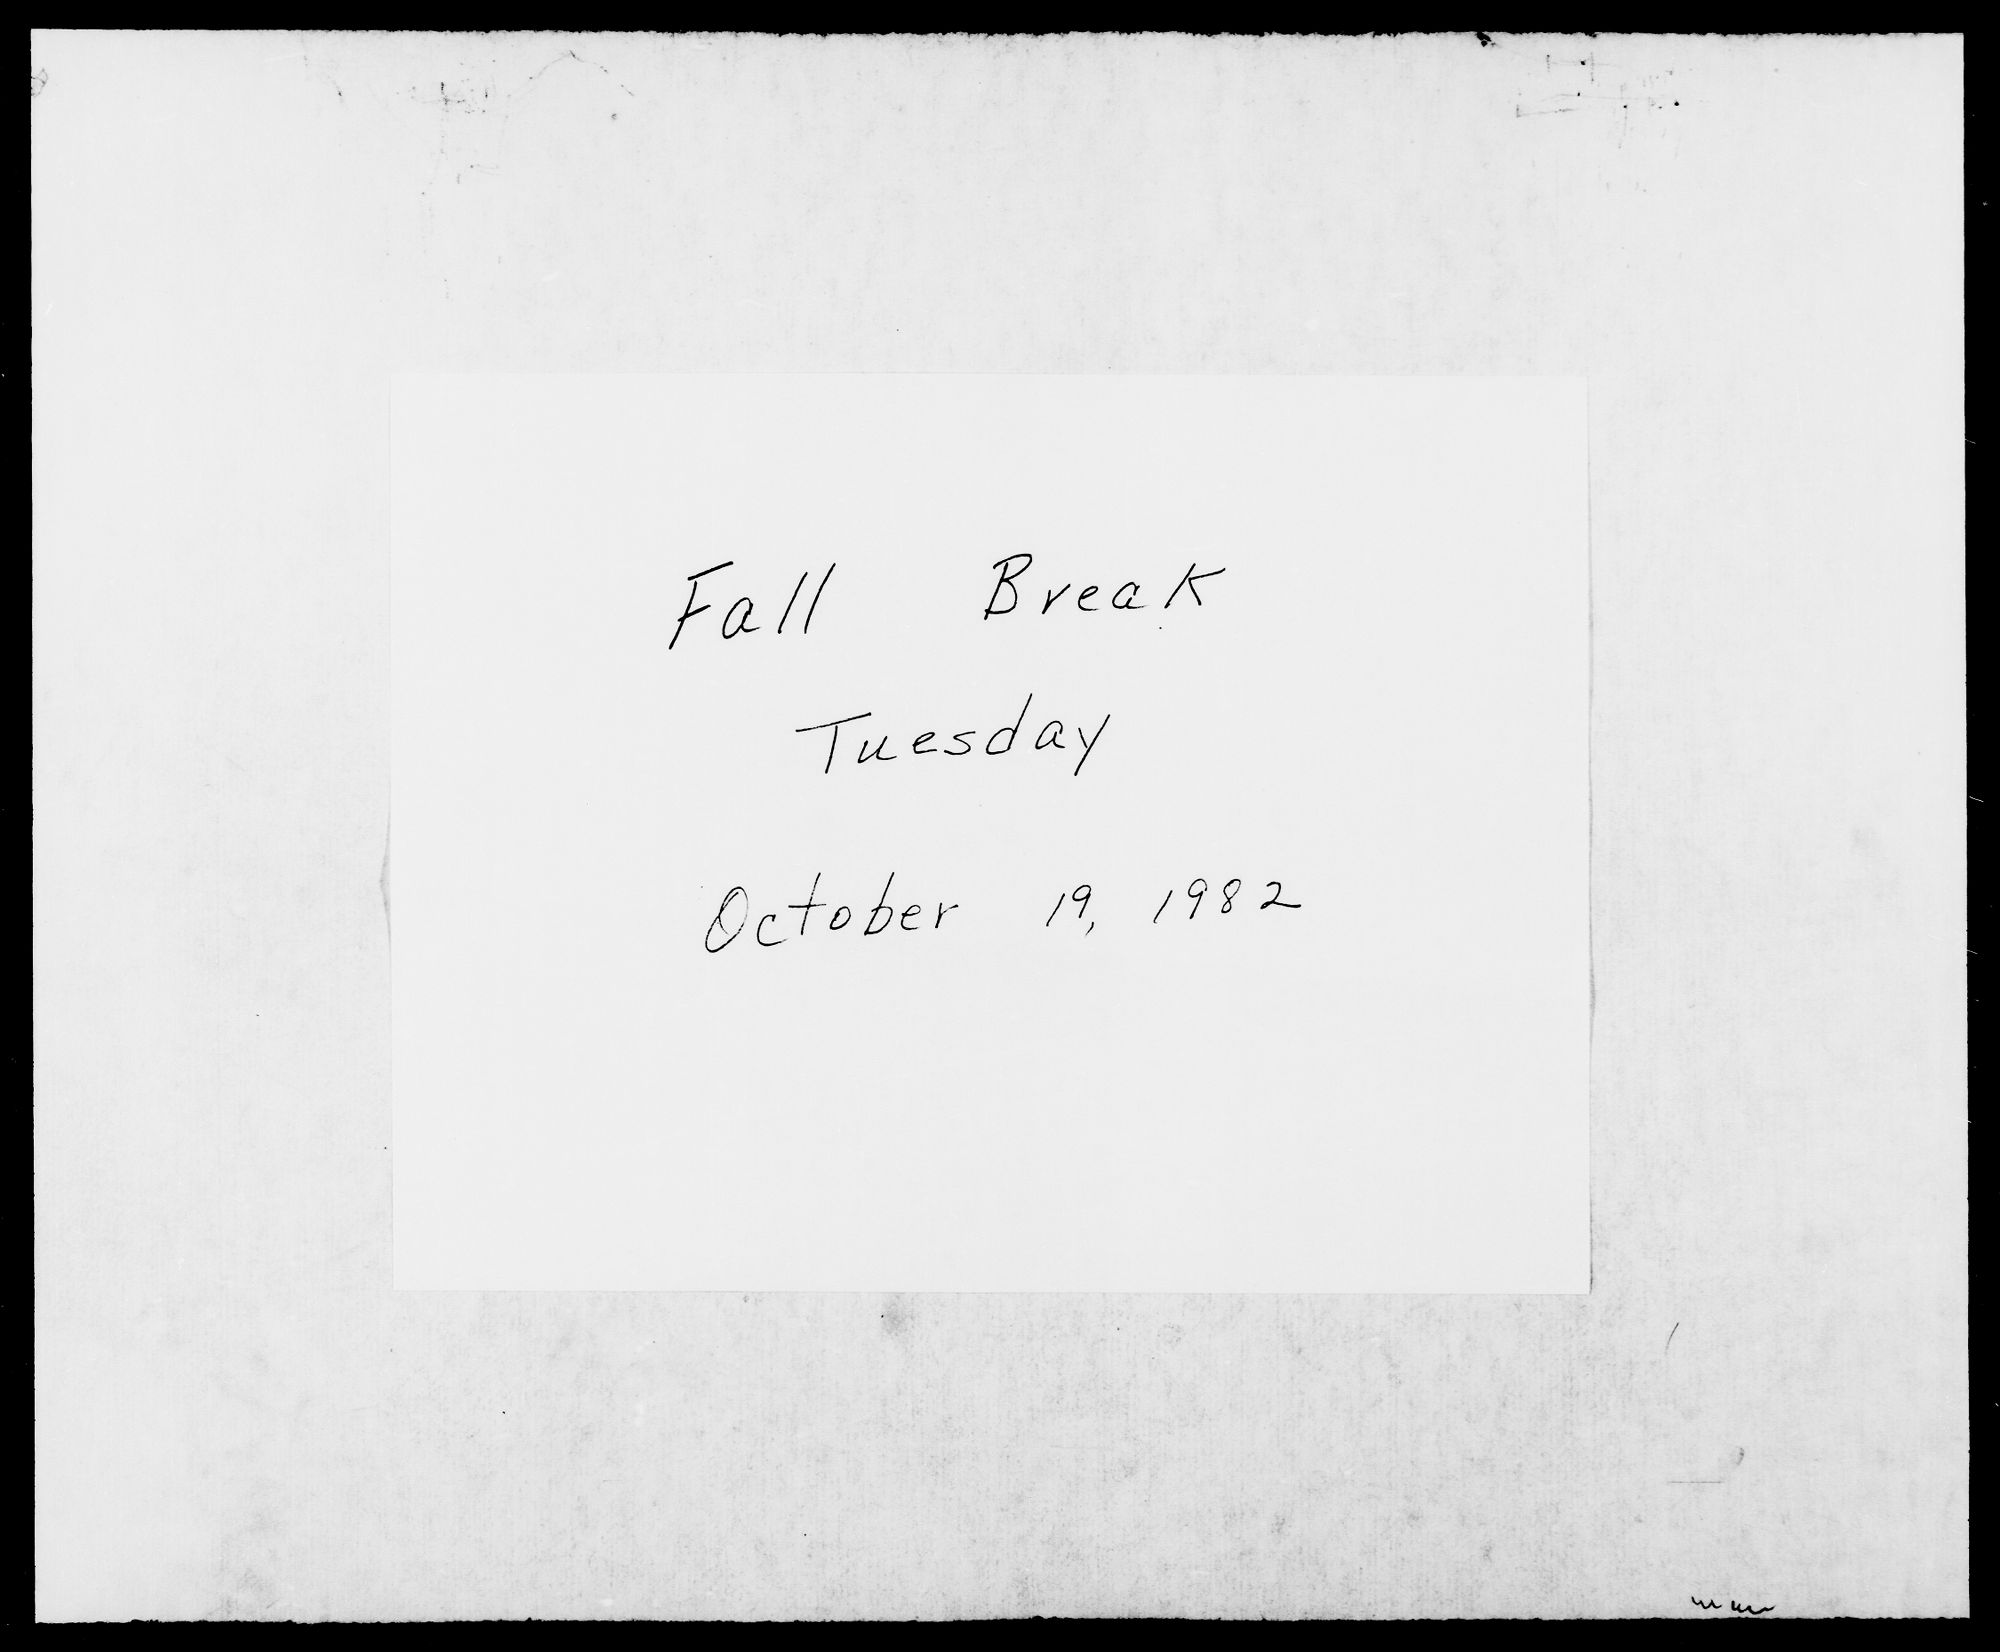 Fall Break
Tuesday
October 19, 1982